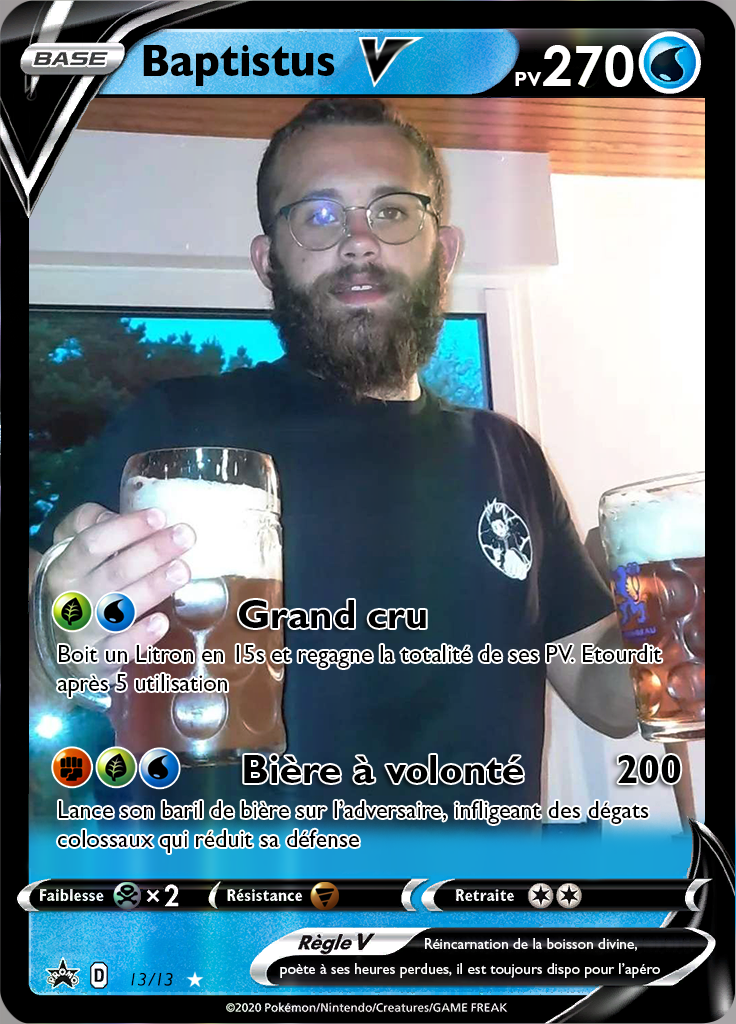 BASE Baptistus V PV 270
Grand cru
Boit un Litron en 15s et regagne la totalité de ses PV. Etourdit
après 5 utilisation
Bière à volonté 200
Lance son baril de bière sur l'adversaire, infligeant des dégats
colossaux qui réduit sa défense
Faiblesse ×2 Résistance Retraite
Règle V Réincarnation de la boisson divine,
poète à ses heures perdues, il est toujours dispo pour l'apéro
PROMO D 13/13
©2020 Pokémon/Nintendo/Creatures/GAME FREAK